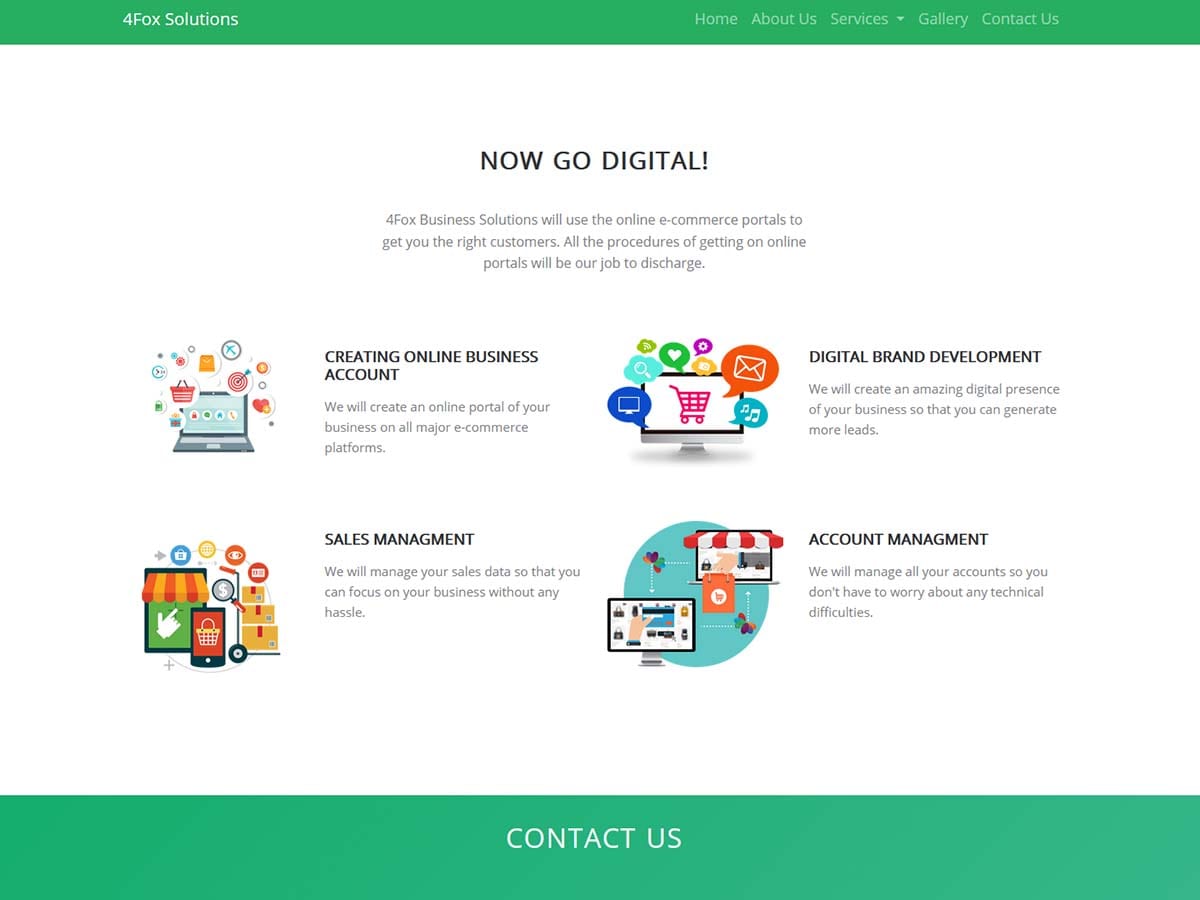 4Fox Solutions
Home About Us Services Gallery Contact Us
NOW GO DIGITAL!
4Fox Business Solutions will use the online e-commerce portals to
get you the right customers. All the procedures of getting on online
portals will be our job to discharge.
CREATING ONLINE BUSINESS
ACCOUNT
We will create an online portal of your
business on all major e-commerce
platforms.
DIGITAL BRAND DEVELOPMENT
We will create an amazing digital presence
of your business so that you can generate
more leads.
SALES MANAGMENT
We will manage your sales data so that you
can focus on your business without any
hassle.
ACCOUNT MANAGMENT
We will manage all your accounts so you
don't have to worry about any technical
difficulties.
CONTACT US